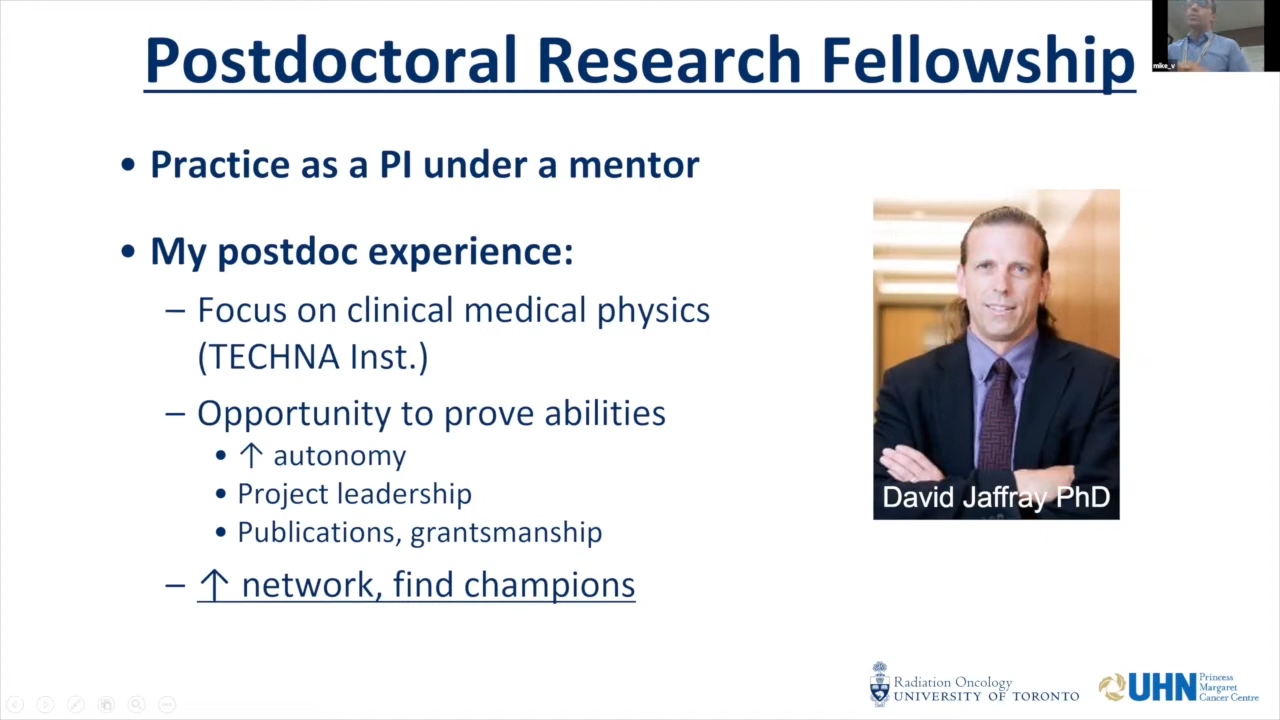 Postdoctoral Research Fellowship
mike_v
• Practice as a PI under a mentor
• My postdoc experience:
– Focus on clinical medical physics
(TECHNA Inst.)
– Opportunity to prove abilities
• ↑ autonomy
• Project leadership
• Publications, grantsmanship
– ↑ network, find champions
David Jaffray PhD
Radiation Oncology
UNIVERSITY OF TORONTO
UHN
Princess
Margaret
Cancer Centre